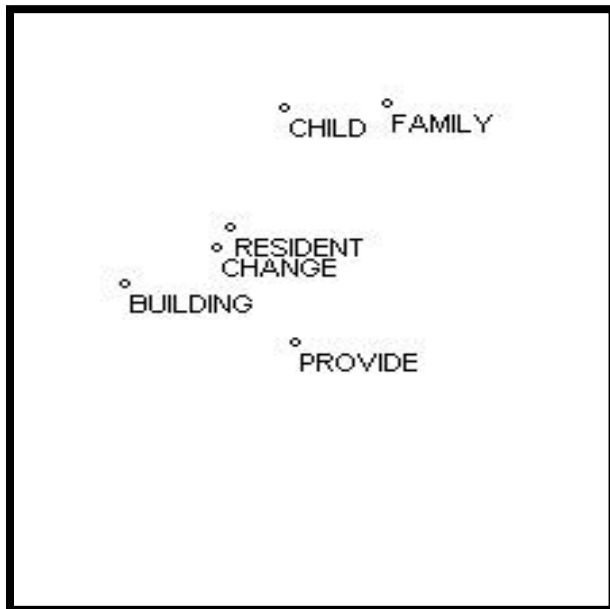 CHILD
FAMILY
RESIDENT
CHANGE
BUILDING
PROVIDE